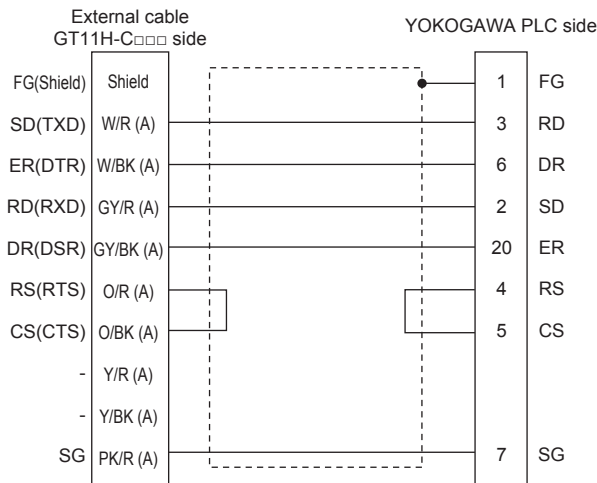 External cable
GT11H-C□□□ side
YOKOGAWA PLC side
FG(Shield) Shield 1 FG
SD(TXD) W/R (A) 3 RD
ER(DTR) W/BK (A) 6 DR
RD(RXD) GY/R (A) 2 SD
DR(DSR) GY/BK (A) 20 ER
RS(RTS) O/R (A) 4 RS
CS(CTS) O/BK (A) 5 CS
- Y/R (A)
- Y/BK (A)
SG PK/R (A) 7 SG